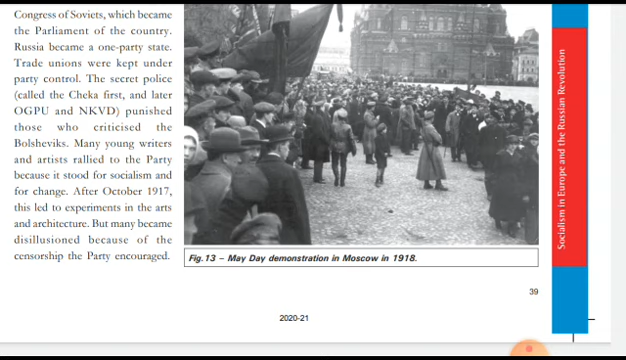 Congress of Soviets, which became
the Parliament of the country.
Russia became a one-party state.
Trade unions were kept under
party control. The secret police
(called the Cheka first, and later
OGPU and NKVD) punished
those who criticised the
Bolsheviks. Many young writers
and artists rallied to the Party
because it stood for socialism and
for change. After October 1917,
this led to experiments in the arts
and architecture. But many became
disillusioned because of the
censorship the Party encouraged.
Fig.13 – May Day demonstration in Moscow in 1918.
Socialism in Europe and the Russian Revolution
39
2020-21